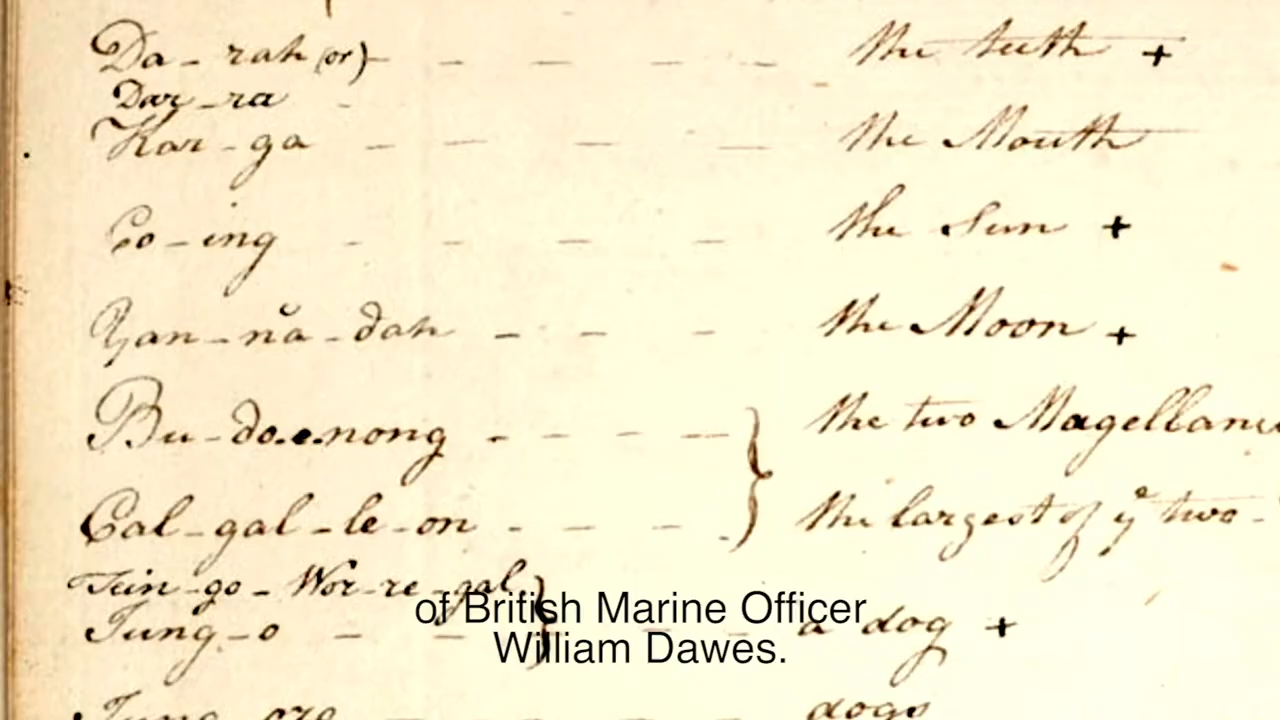 Da - rah (or) - - - - - the teeth +
Dar - ra -
Kar - ga - - - - - the Mouth
Co - ing - - - - - the Sun +
Yan - nă - dah - - - the Moon +
Bu - do.e.nong - - - - the two Magellanic
Cal - gal - le - on - - - - the largest of ye two -
Tein - go - Wor - re - gal
Tung - o - - - - a dog +
dogs
of British Marine Officer
William Dawes.